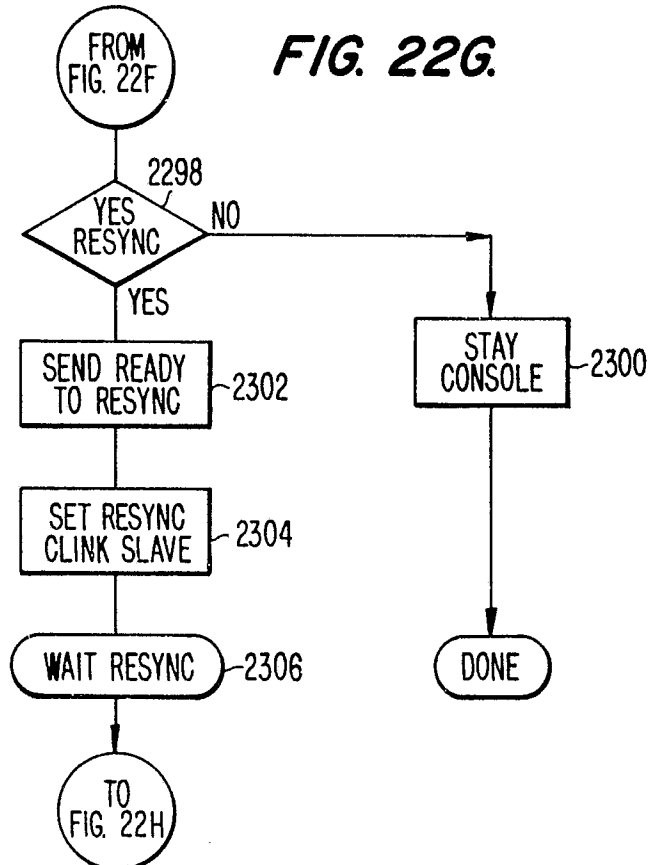 FROM
FIG. 22F
FIG. 22G.
2298
YES
RESYNC
NO
YES
SEND READY
TO RESYNC
2302
STAY
CONSOLE
2300
SET RESYNC
CLINK SLAVE
2304
WAIT RESYNC
2306
DONE
TO
FIG. 22H